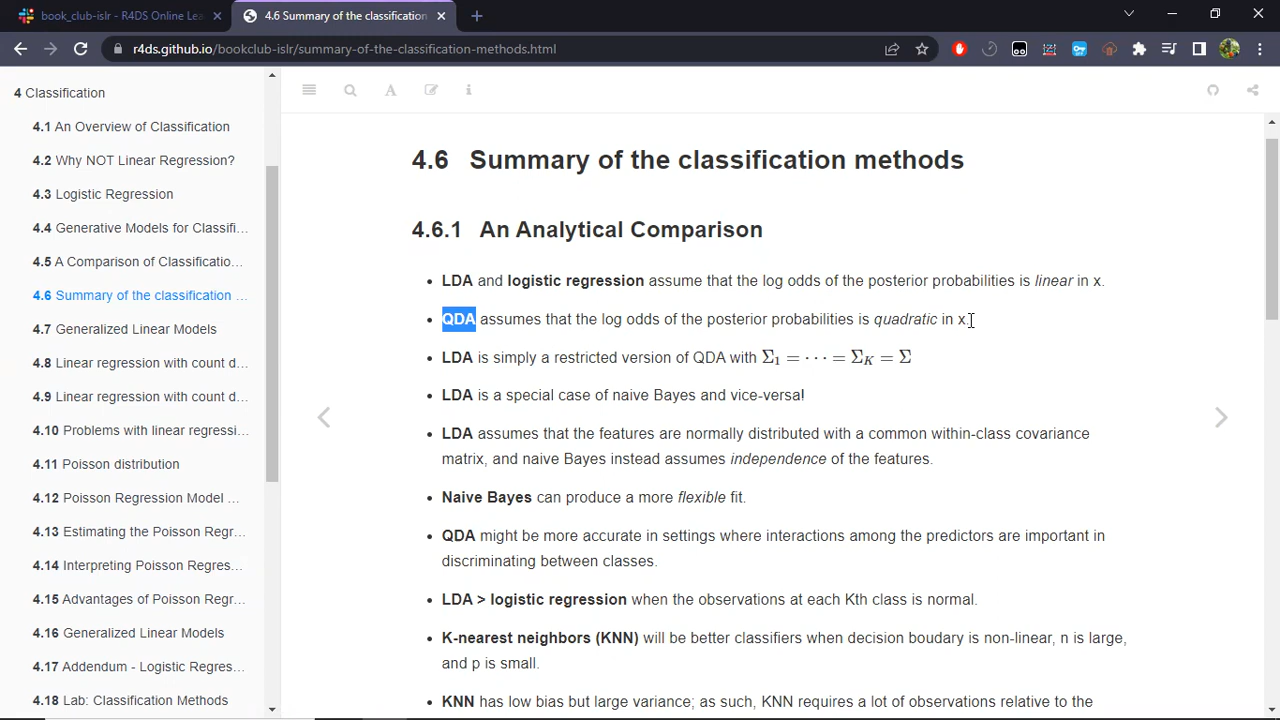 book_club-islr - R4DS Online Lea
4.6 Summary of the classification
r4ds.github.io/bookclub-islr/summary-of-the-classification-methods.html
4 Classification
4.1 An Overview of Classification
4.2 Why NOT Linear Regression?
4.3 Logistic Regression
4.4 Generative Models for Classifi...
4.5 A Comparison of Classificatio...
4.6 Summary of the classification ...
4.7 Generalized Linear Models
4.8 Linear regression with count d...
4.9 Linear regression with count d...
4.10 Problems with linear regressi...
4.11 Poisson distribution
4.12 Poisson Regression Model ...
4.13 Estimating the Poisson Regr...
4.14 Interpreting Poisson Regres...
4.15 Advantages of Poisson Regr...
4.16 Generalized Linear Models
4.17 Addendum - Logistic Regres...
4.18 Lab: Classification Methods
4.6 Summary of the classification methods
4.6.1 An Analytical Comparison
• LDA and logistic regression assume that the log odds of the posterior probabilities is linear in x.
• QDA assumes that the log odds of the posterior probabilities is quadratic in x.
• LDA is simply a restricted version of QDA with Σ₁ = ⋯ = Σ_K = Σ
• LDA is a special case of naive Bayes and vice-versa!
• LDA assumes that the features are normally distributed with a common within-class covariance
matrix, and naive Bayes instead assumes independence of the features.
• Naive Bayes can produce a more flexible fit.
• QDA might be more accurate in settings where interactions among the predictors are important in
discriminating between classes.
• LDA > logistic regression when the observations at each Kth class is normal.
• K-nearest neighbors (KNN) will be better classifiers when decision boudary is non-linear, n is large,
and p is small.
• KNN has low bias but large variance; as such, KNN requires a lot of observations relative to the